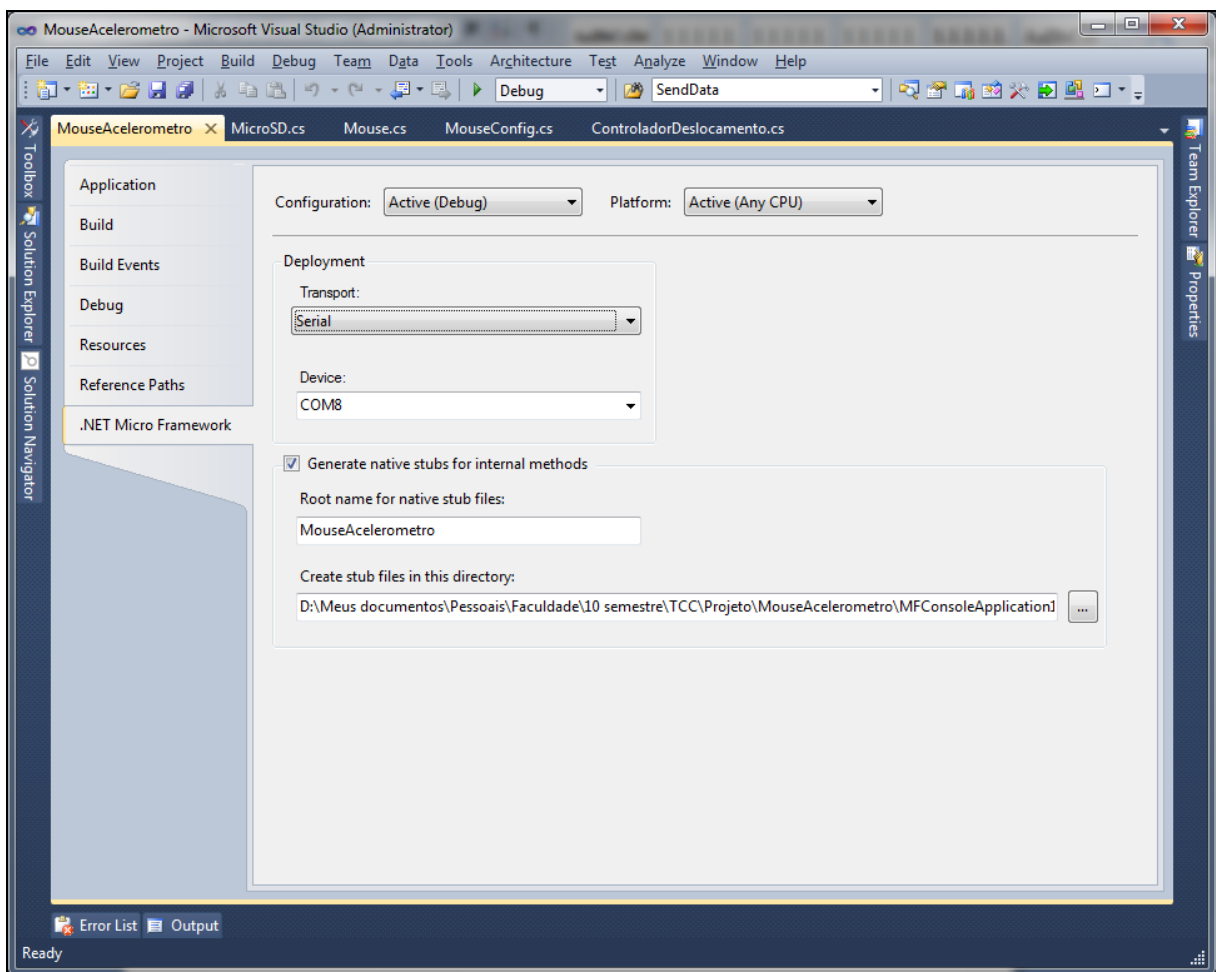 MouseAcelerometro - Microsoft Visual Studio (Administrator)
File Edit View Project Build Debug Team Data Tools Architecture Test Analyze Window Help
Debug SendData
MouseAcelerometro MicroSD.cs Mouse.cs MouseConfig.cs ControladorDeslocamento.cs
Toolbox
Solution Explorer
Solution Navigator
Application
Build
Build Events
Debug
Resources
Reference Paths
.NET Micro Framework
Configuration: Active (Debug) Platform: Active (Any CPU)
Deployment
Transport:
Serial
Device:
COM8
Generate native stubs for internal methods
Root name for native stub files:
MouseAcelerometro
Create stub files in this directory:
D:\Meus documentos\Pessoais\Faculdade\10 semestre\TCC\Projeto\MouseAcelerometro\MFConsoleApplication1
...
Team Explorer
Properties
Error List Output
Ready